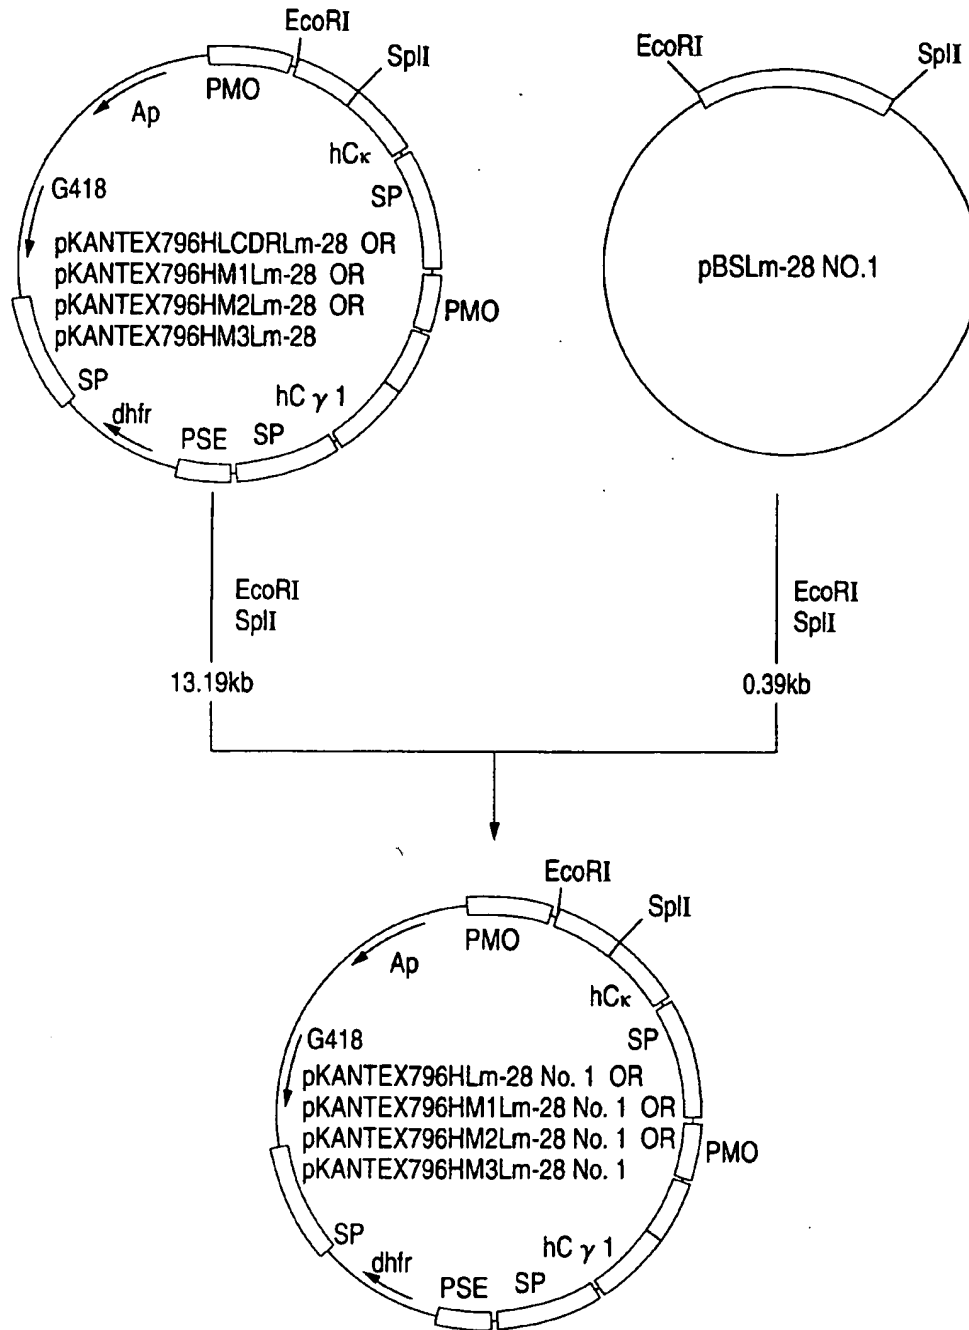 EcoRI
SplI
PMO
Ap
hCκ
SP
G418
pKANTEX796HLCDRLm-28 OR
pKANTEX796HM1Lm-28 OR
pKANTEX796HM2Lm-28 OR
pKANTEX796HM3Lm-28
PMO
SP
hC γ 1
dhfr
PSE
SP
EcoRI
SplI
pBSLm-28 NO.1
EcoRI
SplI
13.19kb
EcoRI
SplI
0.39kb
EcoRI
SplI
PMO
Ap
hCκ
SP
G418
pKANTEX796HLm-28 No. 1 OR
pKANTEX796HM1Lm-28 No. 1 OR
pKANTEX796HM2Lm-28 No. 1 OR
pKANTEX796HM3Lm-28 No. 1
PMO
SP
hC γ 1
dhfr
PSE
SP